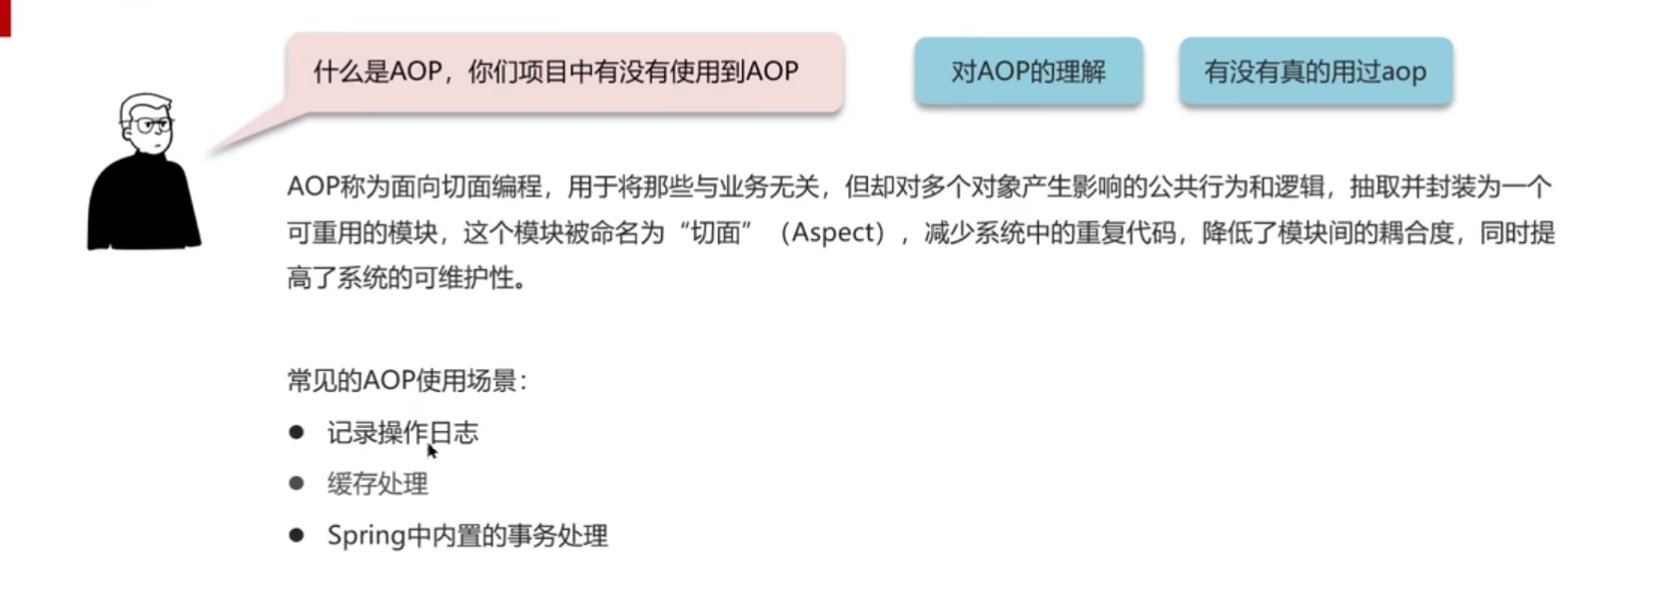 什么是AOP，你们项目中有没有使用到AOP
对AOP的理解
有没有真的用过aop
AOP称为面向切面编程，用于将那些与业务无关，但却对多个对象产生影响的公共行为和逻辑，抽取并封装为一个
可重用的模块，这个模块被命名为“切面”（Aspect），减少系统中的重复代码，降低了模块间的耦合度，同时提
高了系统的可维护性。
常见的AOP使用场景：
● 记录操作日志
● 缓存处理
● Spring中内置的事务处理